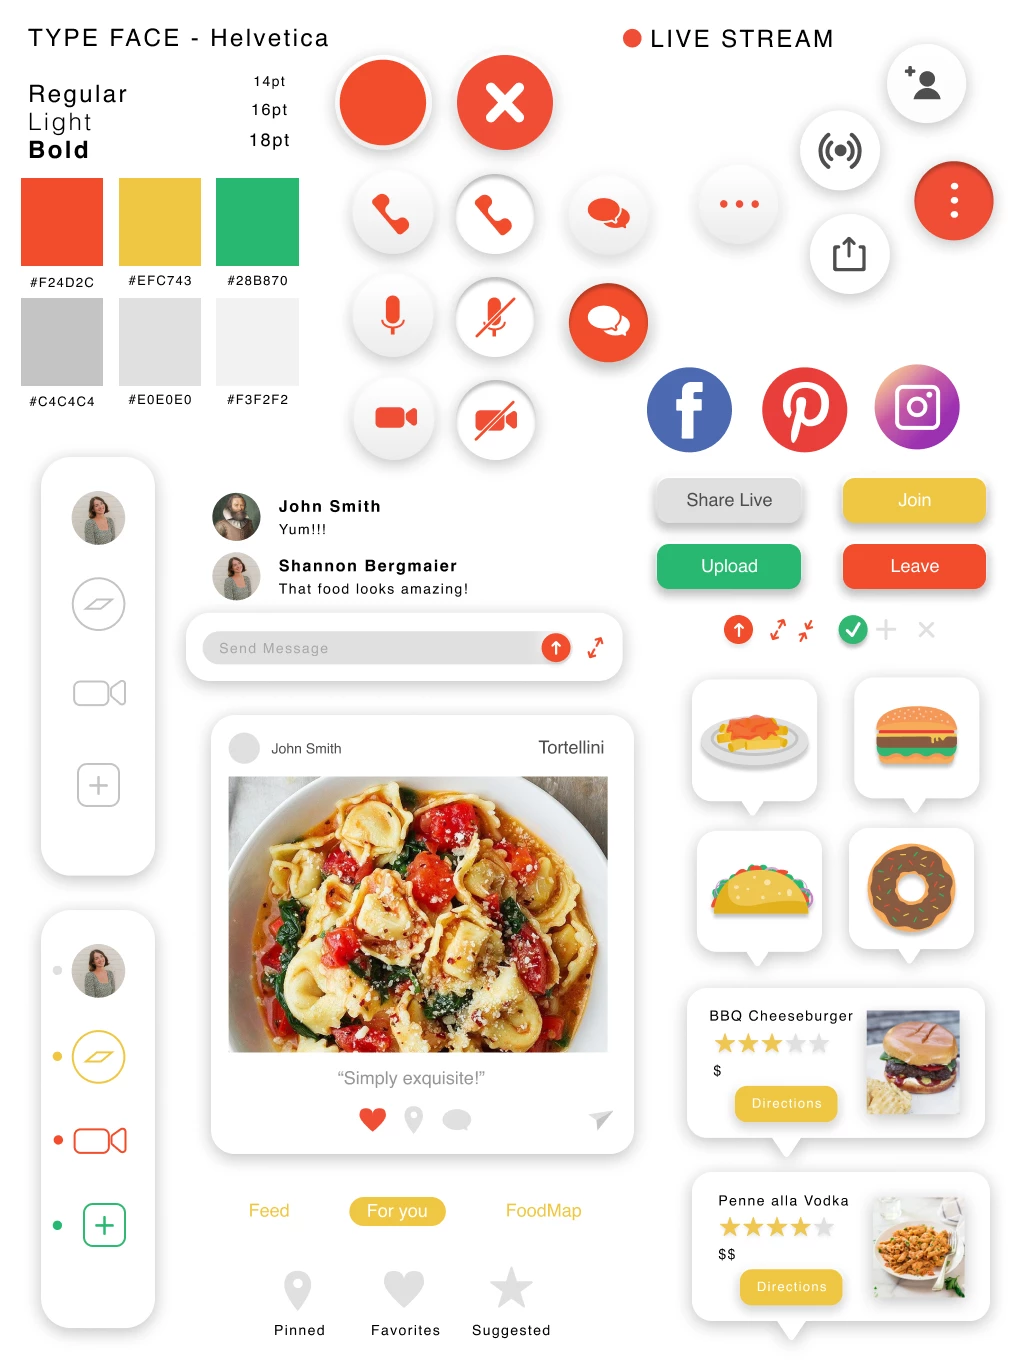 TYPE FACE - Helvetica
Regular
Light
Bold
14pt
16pt
18pt
#F24D2C
#EFC743
#28B870
#C4C4C4
#E0E0E0
#F3F2F2
LIVE STREAM
Share Live
Join
Upload
Leave
John Smith
Yum!!!
Shannon Bergmaier
That food looks amazing!
Send Message
John Smith
Tortellini
“Simply exquisite!”
Feed
For you
FoodMap
Pinned
Favorites
Suggested
BBQ Cheeseburger
$
Directions
Penne alla Vodka
$$
Directions